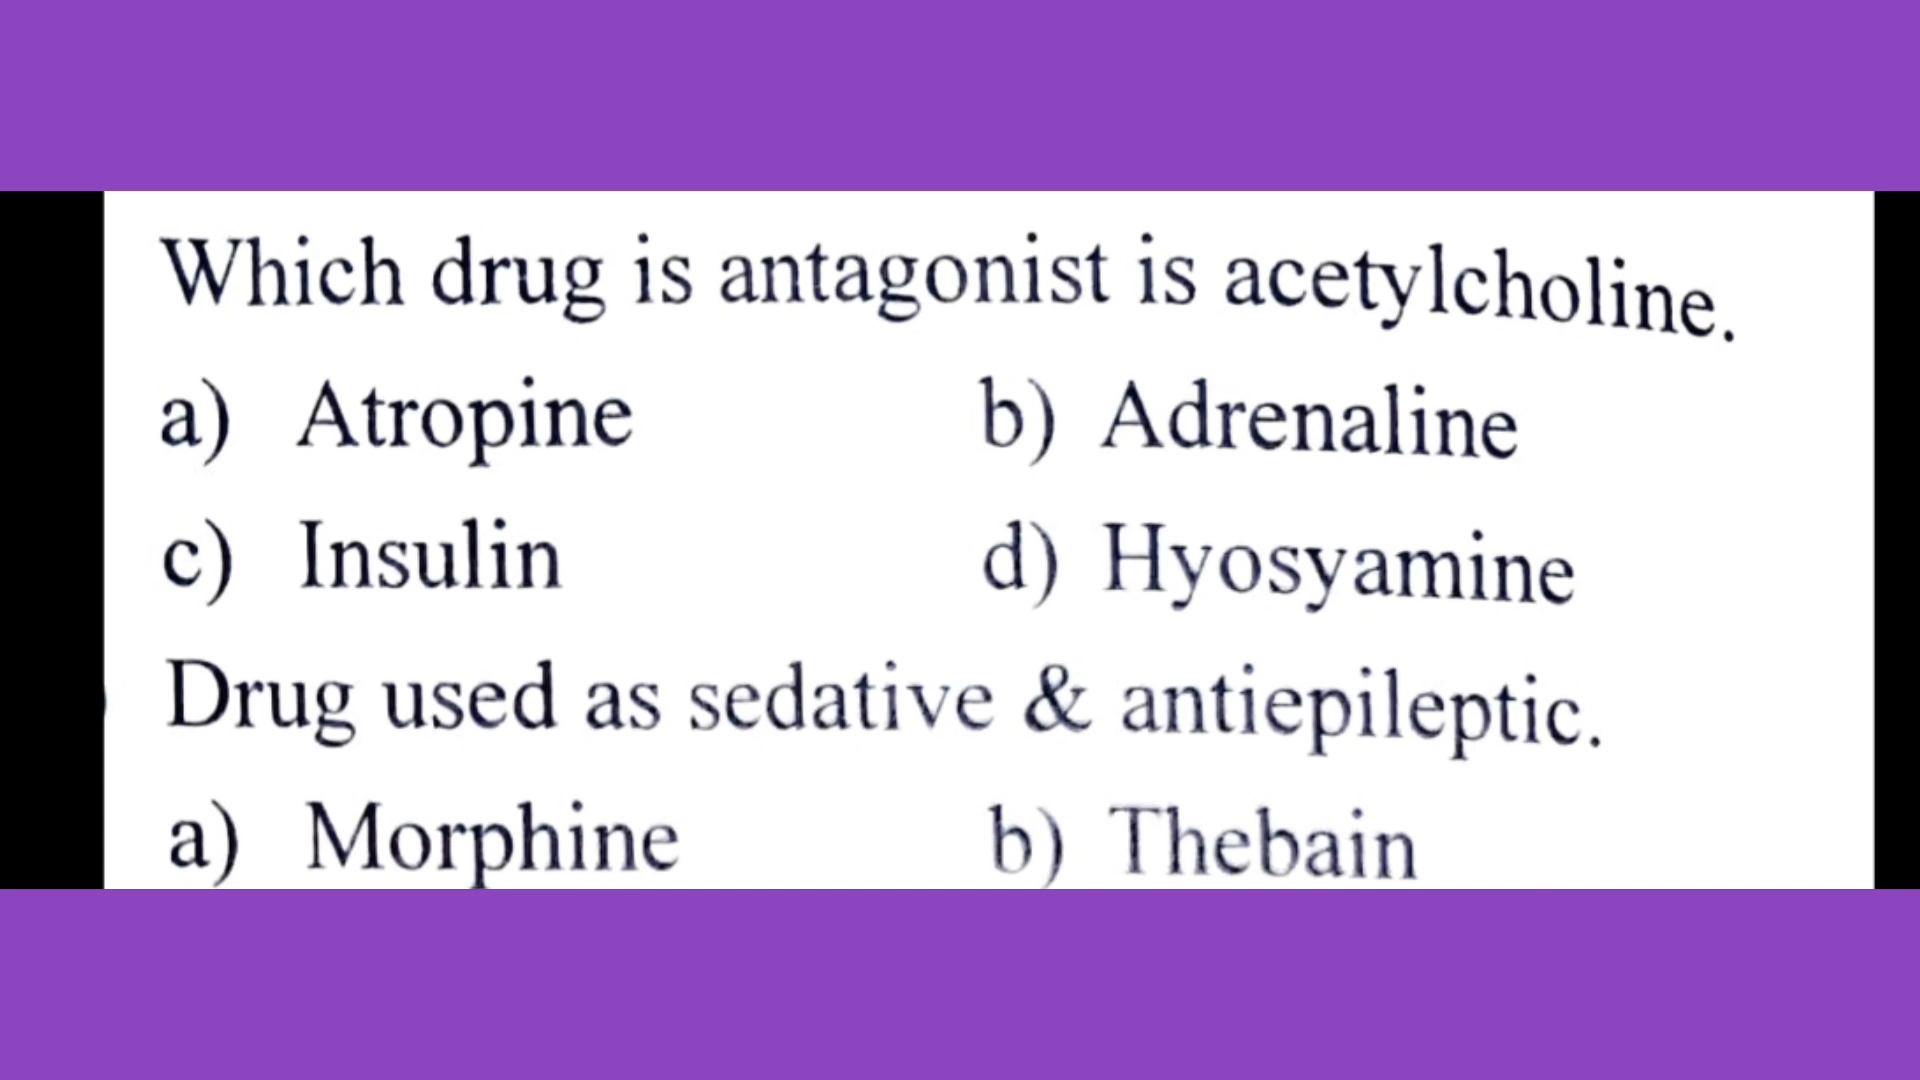 Which drug is antagonist is acetylcholine.
a) Atropine b) Adrenaline
c) Insulin d) Hyosyamine
Drug used as sedative & antiepileptic.
a) Morphine b) Thebain